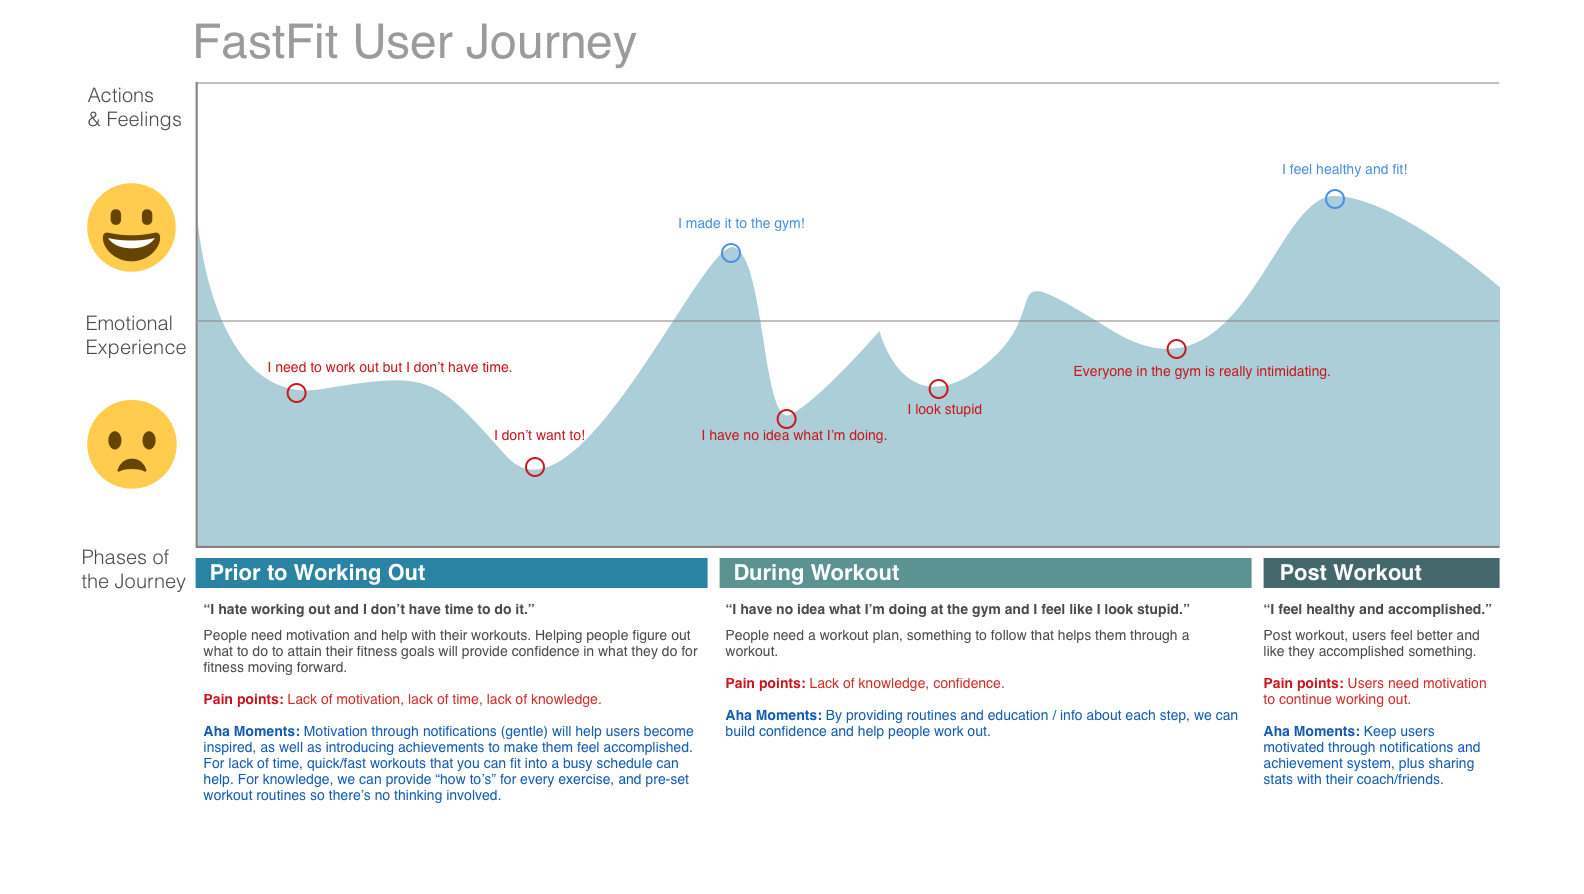 FastFit User Journey
Actions
& Feelings
I feel healthy and fit!
I made it to the gym!
Emotional
Experience
I need to work out but I don’t have time.
Everyone in the gym is really intimidating.
I look stupid
I don’t want to!
I have no idea what I’m doing.
Phases of
the Journey
Prior to Working Out
“I hate working out and I don’t have time to do it.”
People need motivation and help with their workouts. Helping people figure out
what to do to attain their fitness goals will provide confidence in what they do for
fitness moving forward.
Pain points: Lack of motivation, lack of time, lack of knowledge.
Aha Moments: Motivation through notifications (gentle) will help users become
inspired, as well as introducing achievements to make them feel accomplished.
For lack of time, quick/fast workouts that you can fit into a busy schedule can
help. For knowledge, we can provide “how to’s” for every exercise, and pre-set
workout routines so there’s no thinking involved.
During Workout
“I have no idea what I’m doing at the gym and I feel like I look stupid.”
People need a workout plan, something to follow that helps them through a
workout.
Pain points: Lack of knowledge, confidence.
Aha Moments: By providing routines and education / info about each step, we can
build confidence and help people work out.
Post Workout
“I feel healthy and accomplished.”
Post workout, users feel better and
like they accomplished something.
Pain points: Users need motivation
to continue working out.
Aha Moments: Keep users
motivated through notifications and
achievement system, plus sharing
stats with their coach/friends.